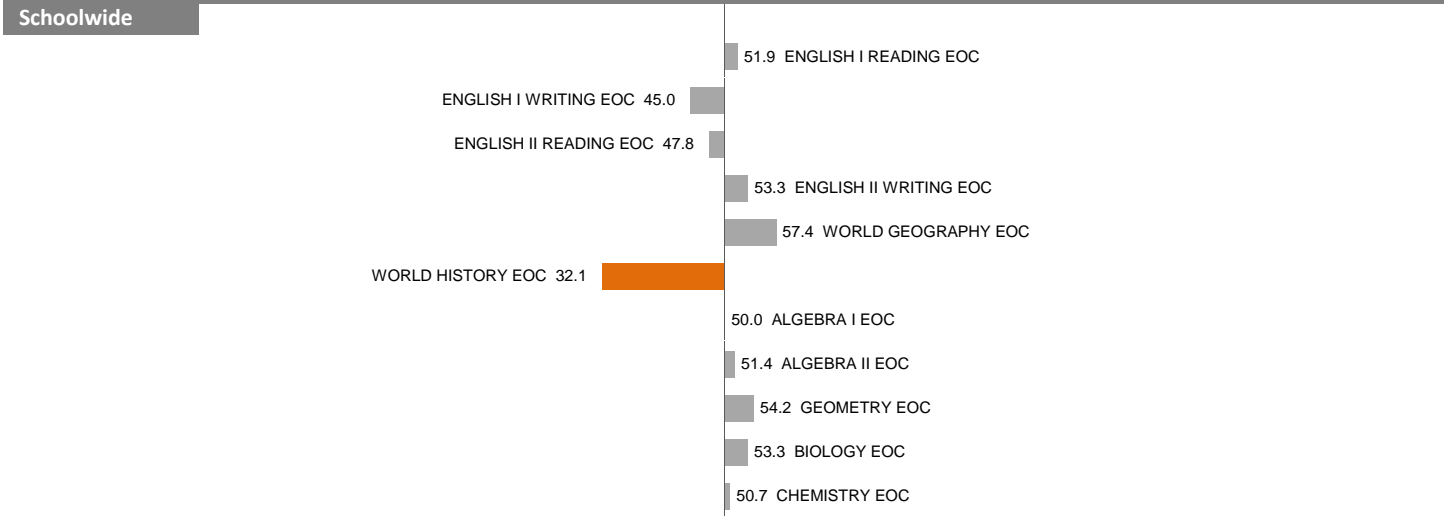 Schoolwide
51.9 ENGLISH I READING EOC
ENGLISH I WRITING EOC 45.0
ENGLISH II READING EOC 47.8
53.3 ENGLISH II WRITING EOC
57.4 WORLD GEOGRAPHY EOC
WORLD HISTORY EOC 32.1
50.0 ALGEBRA I EOC
51.4 ALGEBRA II EOC
54.2 GEOMETRY EOC
53.3 BIOLOGY EOC
50.7 CHEMISTRY EOC